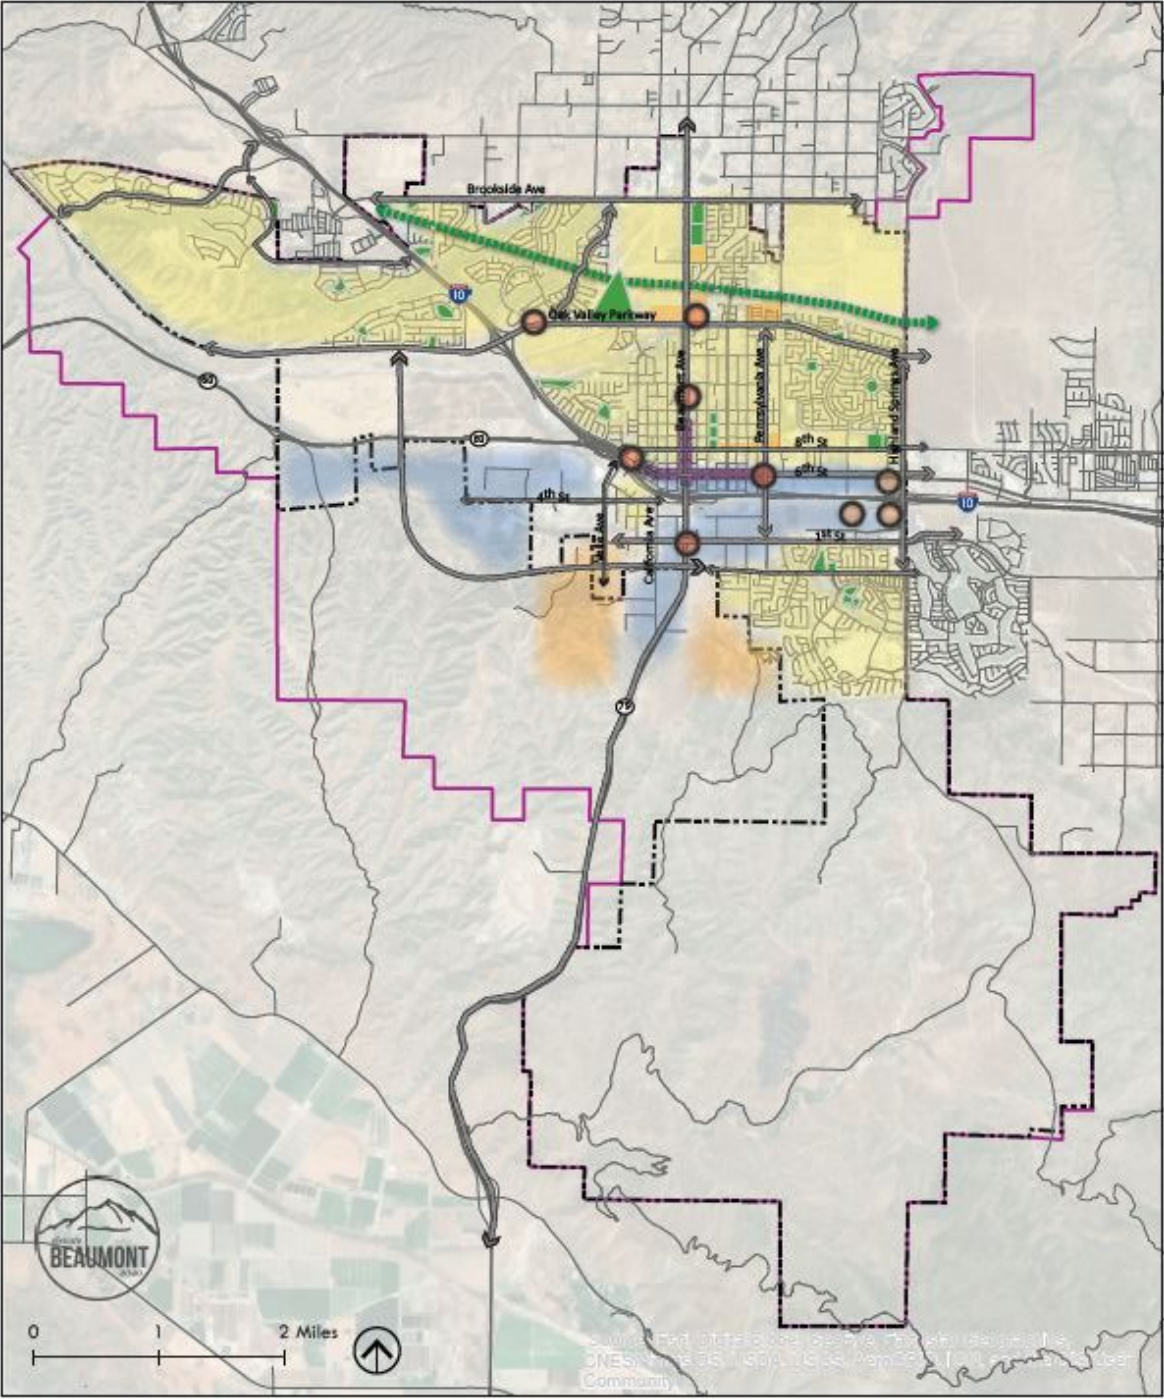 Brookside Ave
10
Oak Valley Parkway
Beaumont Ave
Pennsylvania Ave
Highland Springs Ave
60
60
8th St
6th St
4th St
10
1st St
California Ave
79
BEAUMONT
0 1 2 Miles
Community